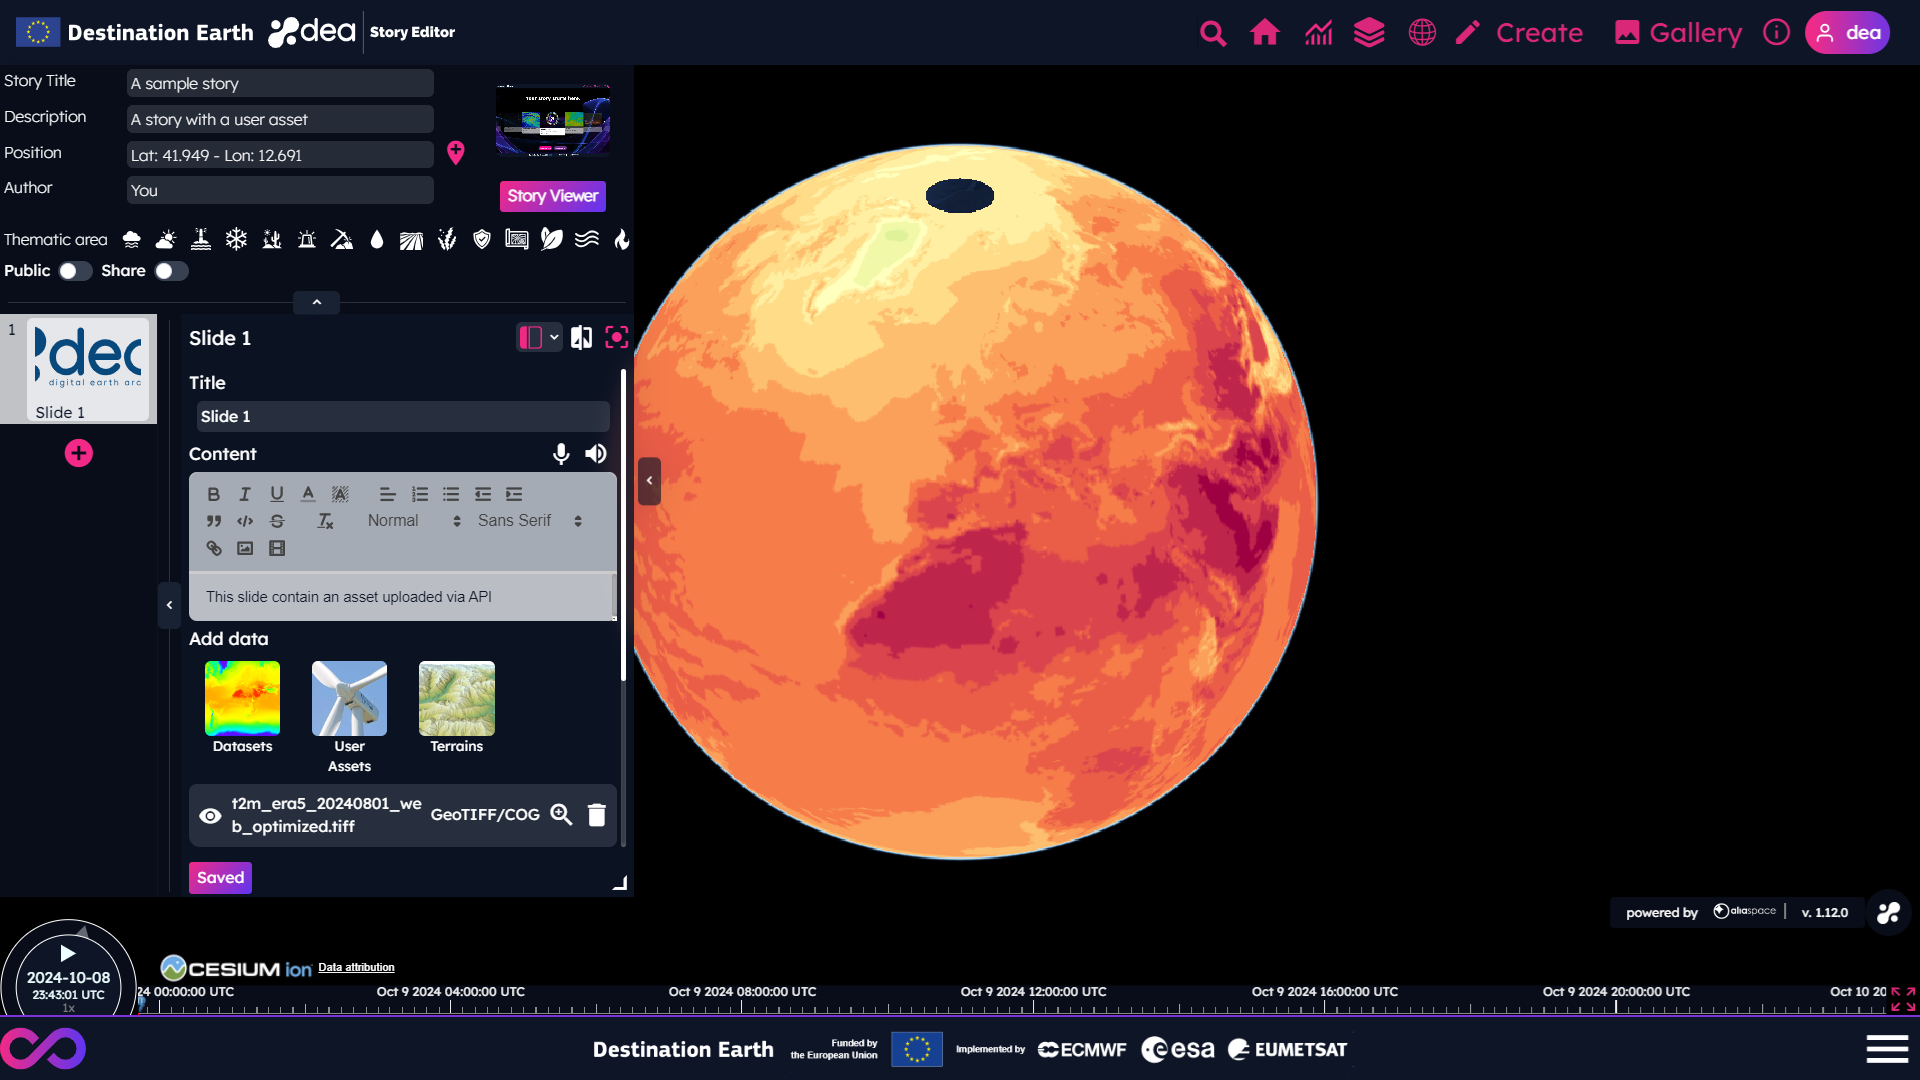 Destination Earth dea Story Editor
Create Gallery dea
Story Title A sample story
Description A story with a user asset
Position Lat: 41.949 - Lon: 12.691
Author You
Your story starts here.
Story Viewer
Thematic area
Public Share
1
dea
digital earth arc
Slide 1
Slide 1
Title
Slide 1
Content
Normal Sans Serif
This slide contain an asset uploaded via API
Add data
Datasets
User
Assets
Terrains
t2m_era5_20240801_we
b_optimized.tiff
GeoTIFF/COG
Saved
powered by aliaspace v. 1.12.0
2024-10-08
23:43:01 UTC
1x
CESIUM ion Data attribution
24 00:00:00 UTC Oct 9 2024 04:00:00 UTC Oct 9 2024 08:00:00 UTC Oct 9 2024 12:00:00 UTC Oct 9 2024 16:00:00 UTC Oct 9 2024 20:00:00 UTC Oct 10 20
Destination Earth
Funded by
the European Union
Implemented by ECMWF esa EUMETSAT